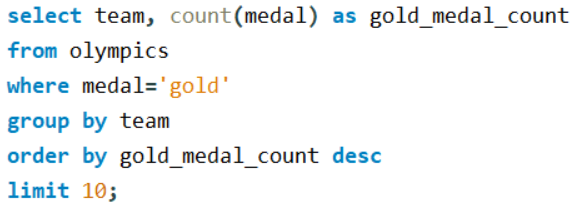 select team, count(medal) as gold_medal_count
from olympics
where medal='gold'
group by team
order by gold_medal_count desc
limit 10;